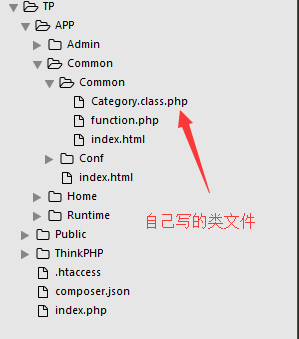 TP
APP
Admin
Common
Common
Category.class.php
function.php
index.html
Conf
index.html
Home
Runtime
自己写的类文件
Public
ThinkPHP
.htaccess
composer.json
index.php